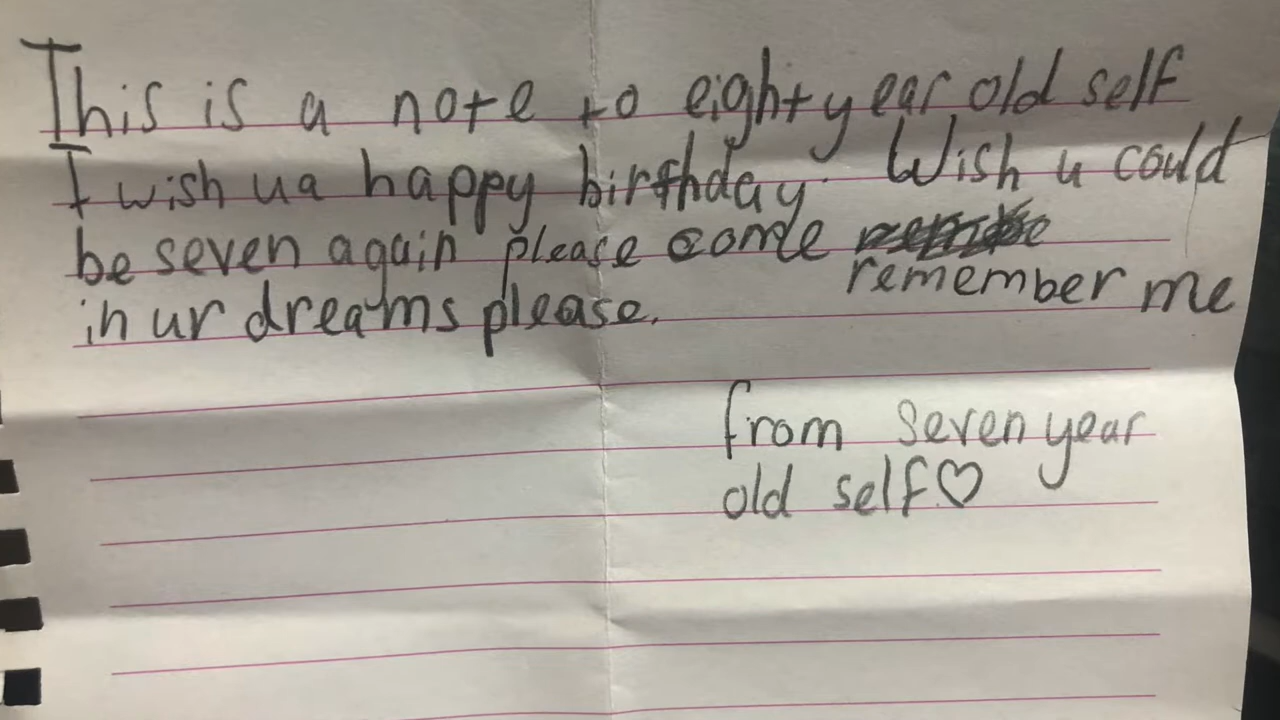 This is a note to eighty year old self
I wish u a happy birthday. Wish u could
be seven again please come
remember me
in ur dreams please.
from seven year
old self♡